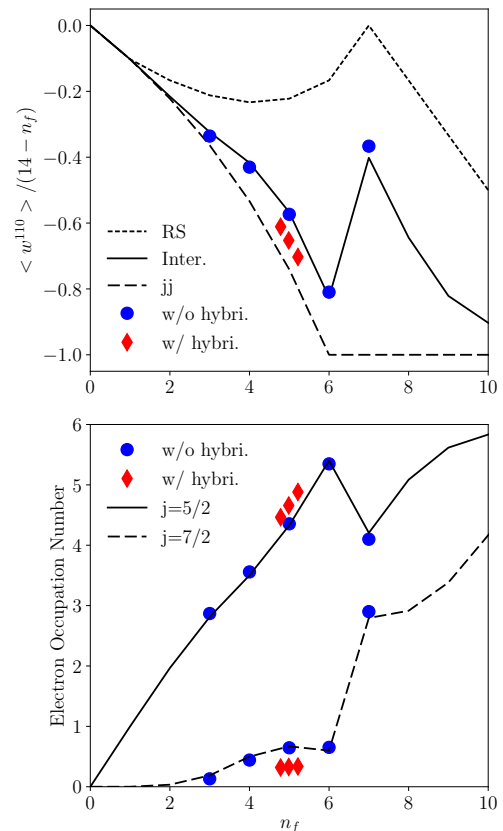 0.0
−0.2
−0.4
−0.6
−0.8
−1.0
< w^{110} > /(14 − n_f)
RS
Inter.
jj
w/o hybri.
w/ hybri.
0 2 4 6 8 10
6
5
4
3
2
1
0
Electron Occupation Number
w/o hybri.
w/ hybri.
j=5/2
j=7/2
0 2 4 6 8 10
n_f